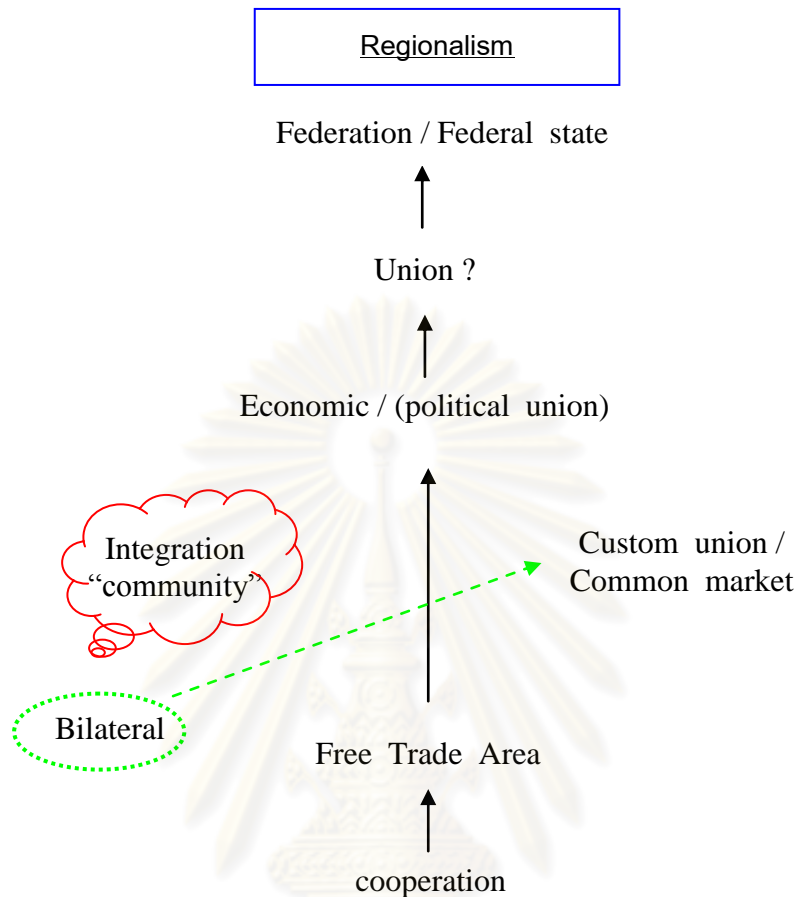 Regionalism
Federation / Federal state
Union ?
Economic / (political union)
Integration
“community”
Custom union /
Common market
Bilateral
Free Trade Area
cooperation